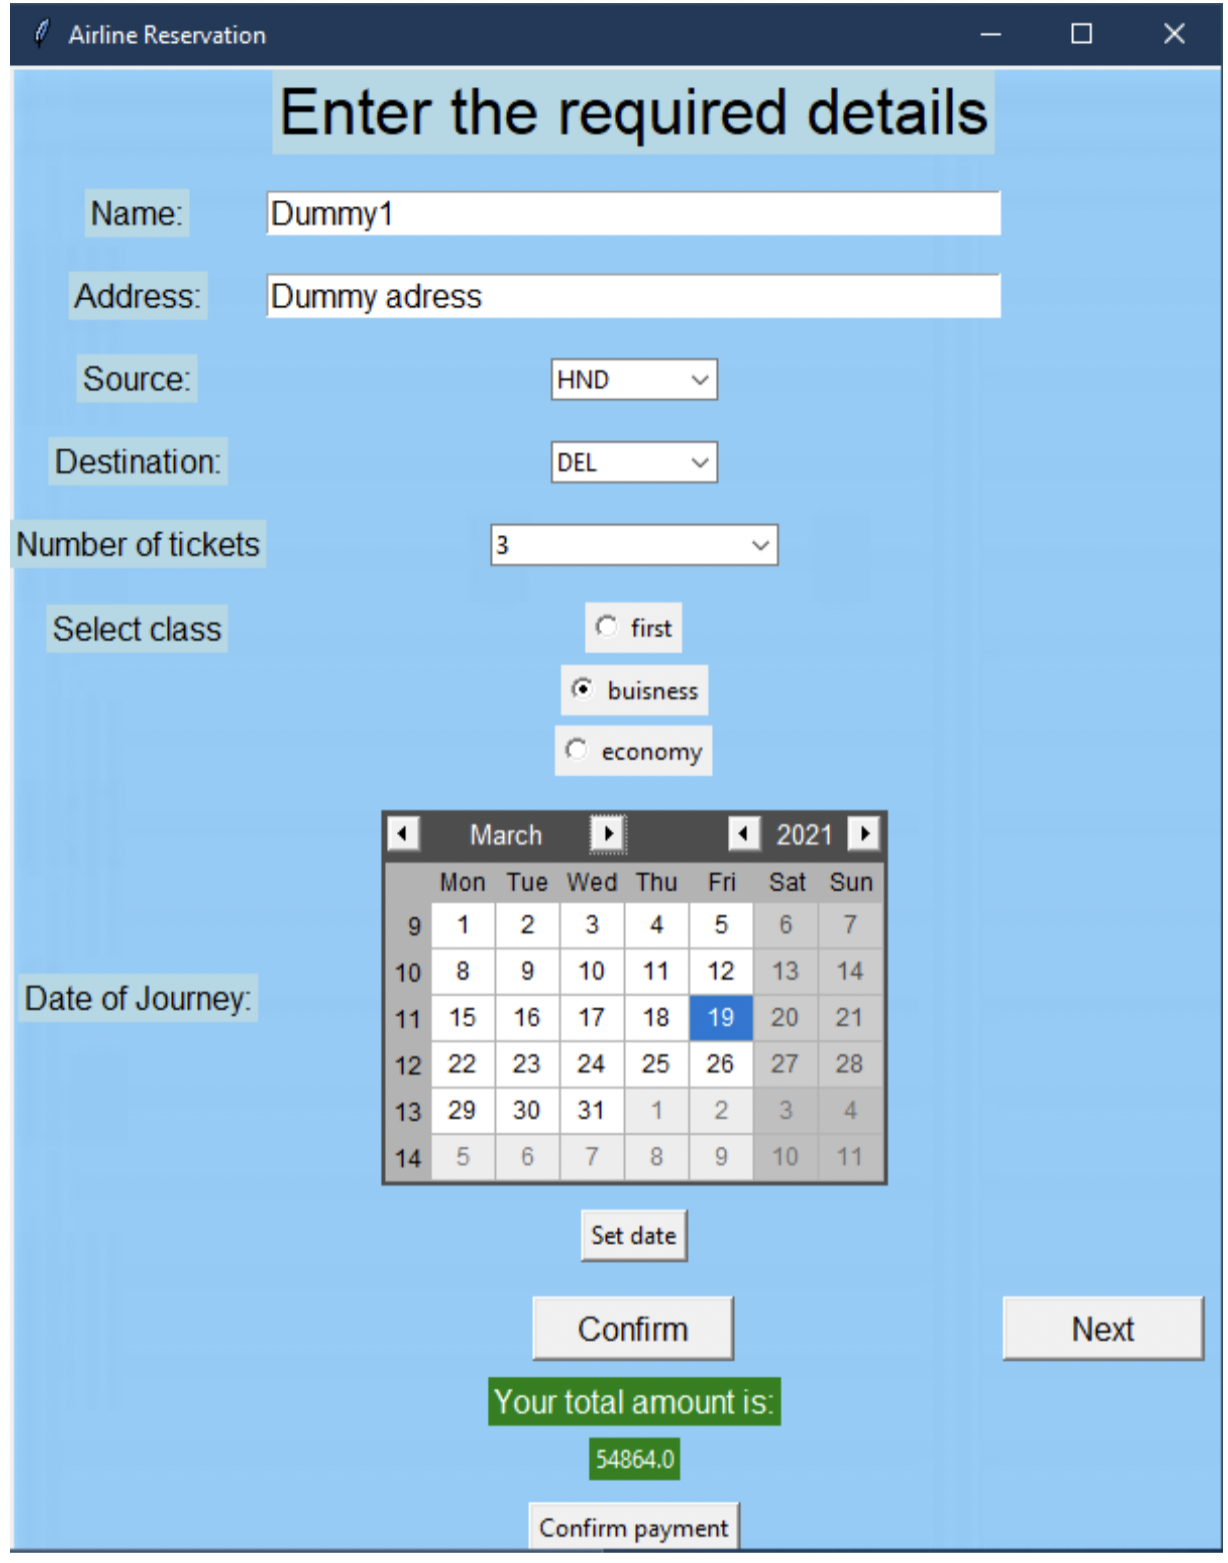 Airline Reservation
Enter the required details
Name: Dummy1
Address: Dummy adress
Source: HND
Destination: DEL
Number of tickets 3
Select class first
buisness
economy
March 2021
Mon Tue Wed Thu Fri Sat Sun
9 1 2 3 4 5 6 7
10 8 9 10 11 12 13 14
Date of Journey:
11 15 16 17 18 19 20 21
12 22 23 24 25 26 27 28
13 29 30 31 1 2 3 4
14 5 6 7 8 9 10 11
Set date
Confirm Next
Your total amount is:
54864.0
Confirm payment